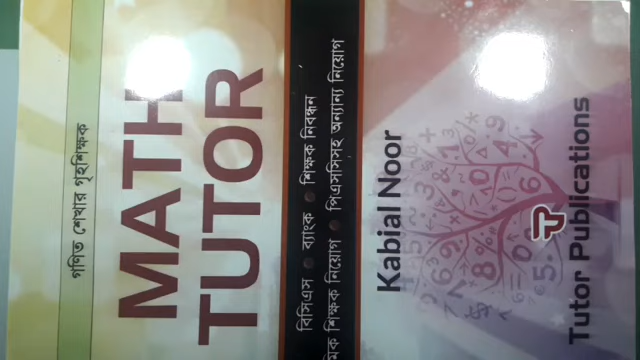 গণিত শেখার গৃহশিক্ষক
MATH
TUTOR
বিসিএস ● ব্যাংক ● শিক্ষক নিবন্ধন
শিক্ষক নিয়োগ ● পিএসসিসহ অন্যান্য নিয়োগ
Kabial Noor
Tutor Publications